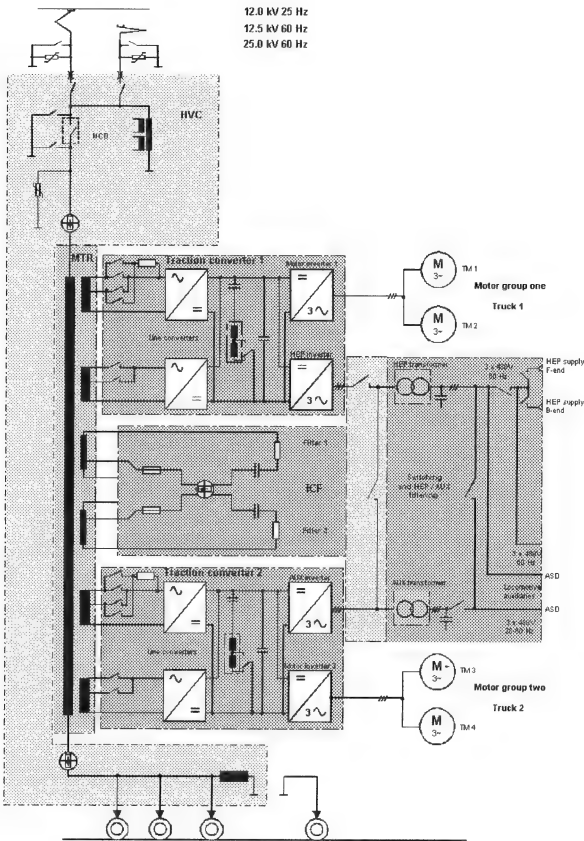 12.0 kV 25 Hz
12.5 kV 60 Hz
25.0 kV 60 Hz
HVC
MCB
MTR
Traction converter 1
Motor inverter 1
M
3~
TM 1
Motor group one
Truck 1
M
3~
TM 2
Line converters
HEP inverter
HEP transformer
3 x 480V
60 Hz
HEP supply
F-end
HEP supply
B-end
Filter 1
ICF
Filter 2
Switching
and HEP / AUX
filtering
3 x 480V
60 Hz
ASD
Locomotive
auxiliaries
ASD
3 x 480V
20-60 Hz
Traction converter 2
AUX inverter
AUX transformer
Line converters
Motor inverter 2
M
3~
TM 3
Motor group two
Truck 2
M
3~
TM 4